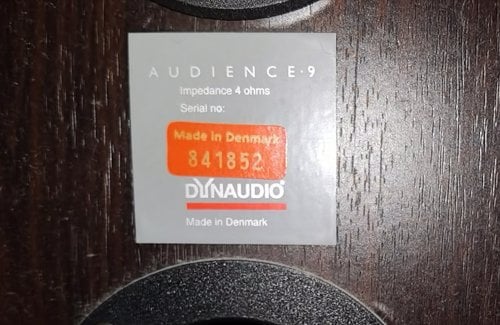 AUDIENCE·9
Impedance 4 ohms
Serial no:
Made in Denmark
841852
DYNAUDIO
Made in Denmark